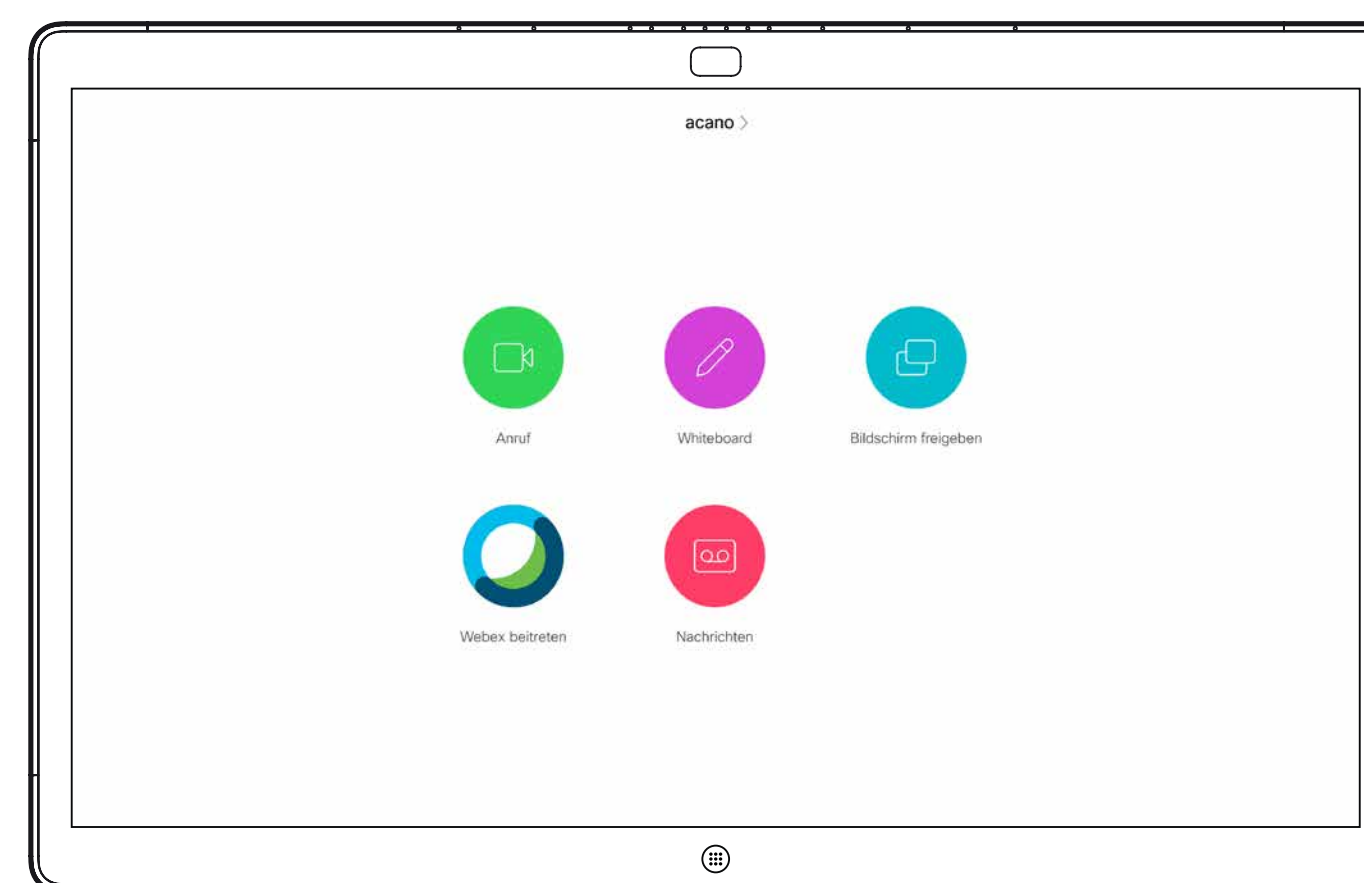 acano
Anruf
Whiteboard
Bildschirm freigeben
Webex beitreten
Nachrichten